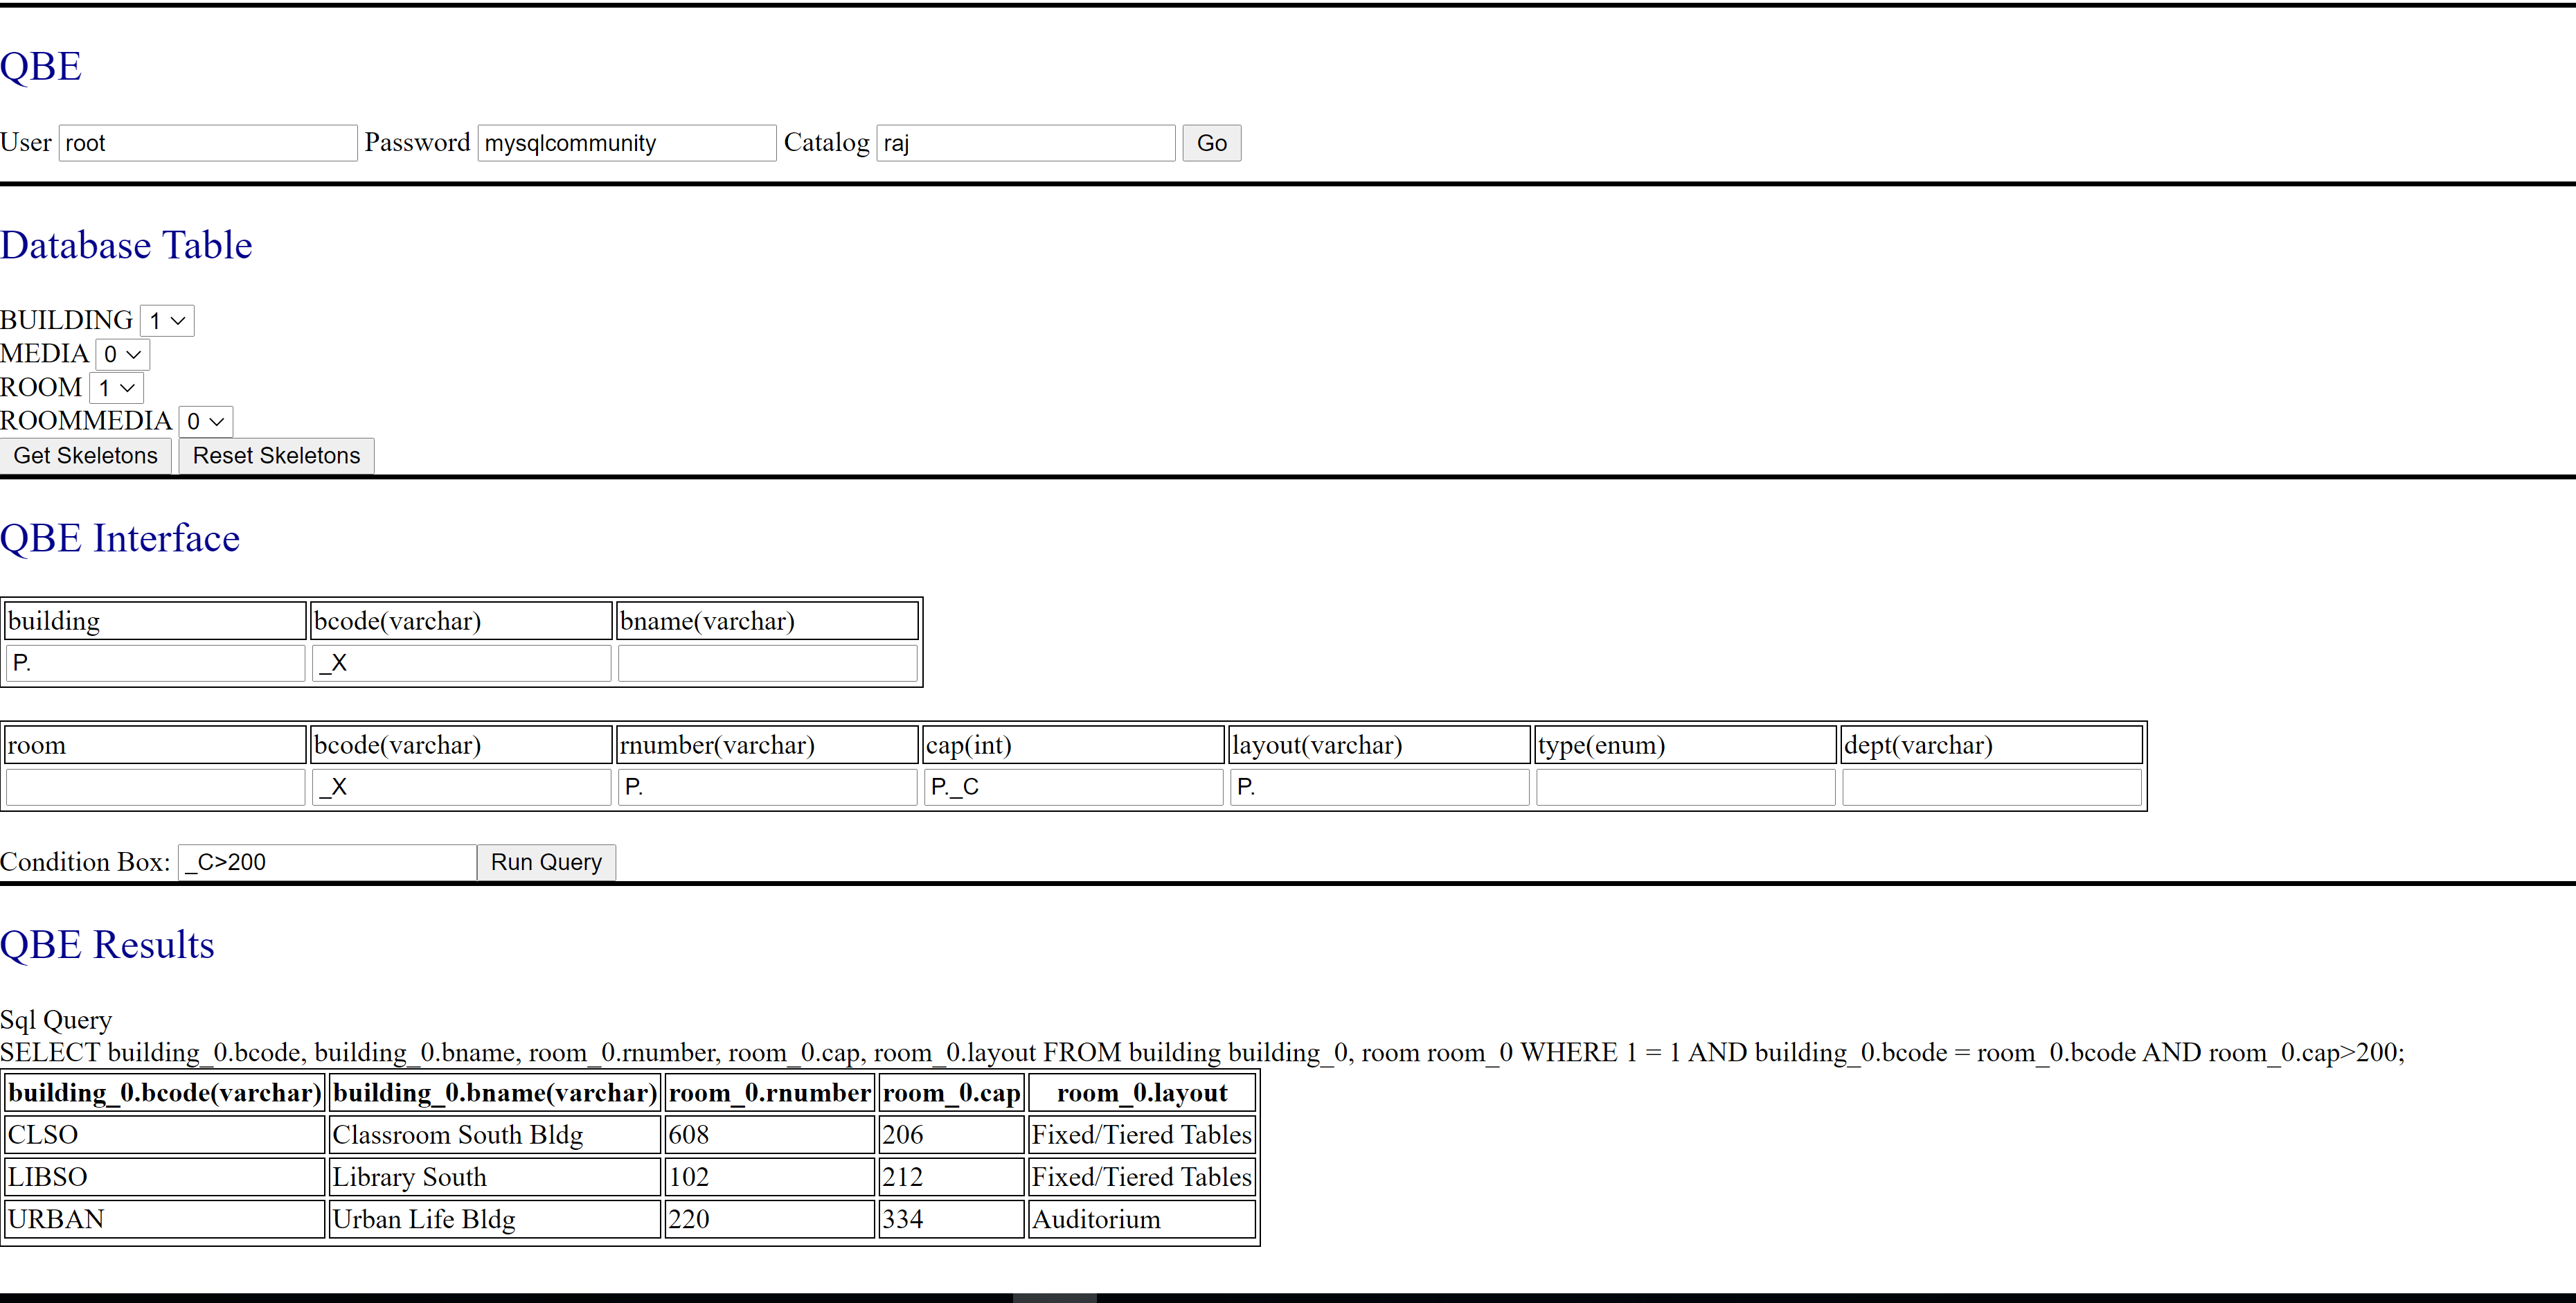 QBE
User root Password mysqlcommunity Catalog raj Go
Database Table
BUILDING 1
MEDIA 0
ROOM 1
ROOMMEDIA 0
Get Skeletons Reset Skeletons
QBE Interface
building bcode(varchar) bname(varchar)
P. _X
room bcode(varchar) rnumber(varchar) cap(int) layout(varchar) type(enum) dept(varchar)
_X P. P._C P.
Condition Box: _C>200 Run Query
QBE Results
Sql Query
SELECT building_0.bcode, building_0.bname, room_0.rnumber, room_0.cap, room_0.layout FROM building building_0, room room_0 WHERE 1 = 1 AND building_0.bcode = room_0.bcode AND room_0.cap>200;
building_0.bcode(varchar) building_0.bname(varchar) room_0.rnumber room_0.cap room_0.layout
CLSO Classroom South Bldg 608 206 Fixed/Tiered Tables
LIBSO Library South 102 212 Fixed/Tiered Tables
URBAN Urban Life Bldg 220 334 Auditorium